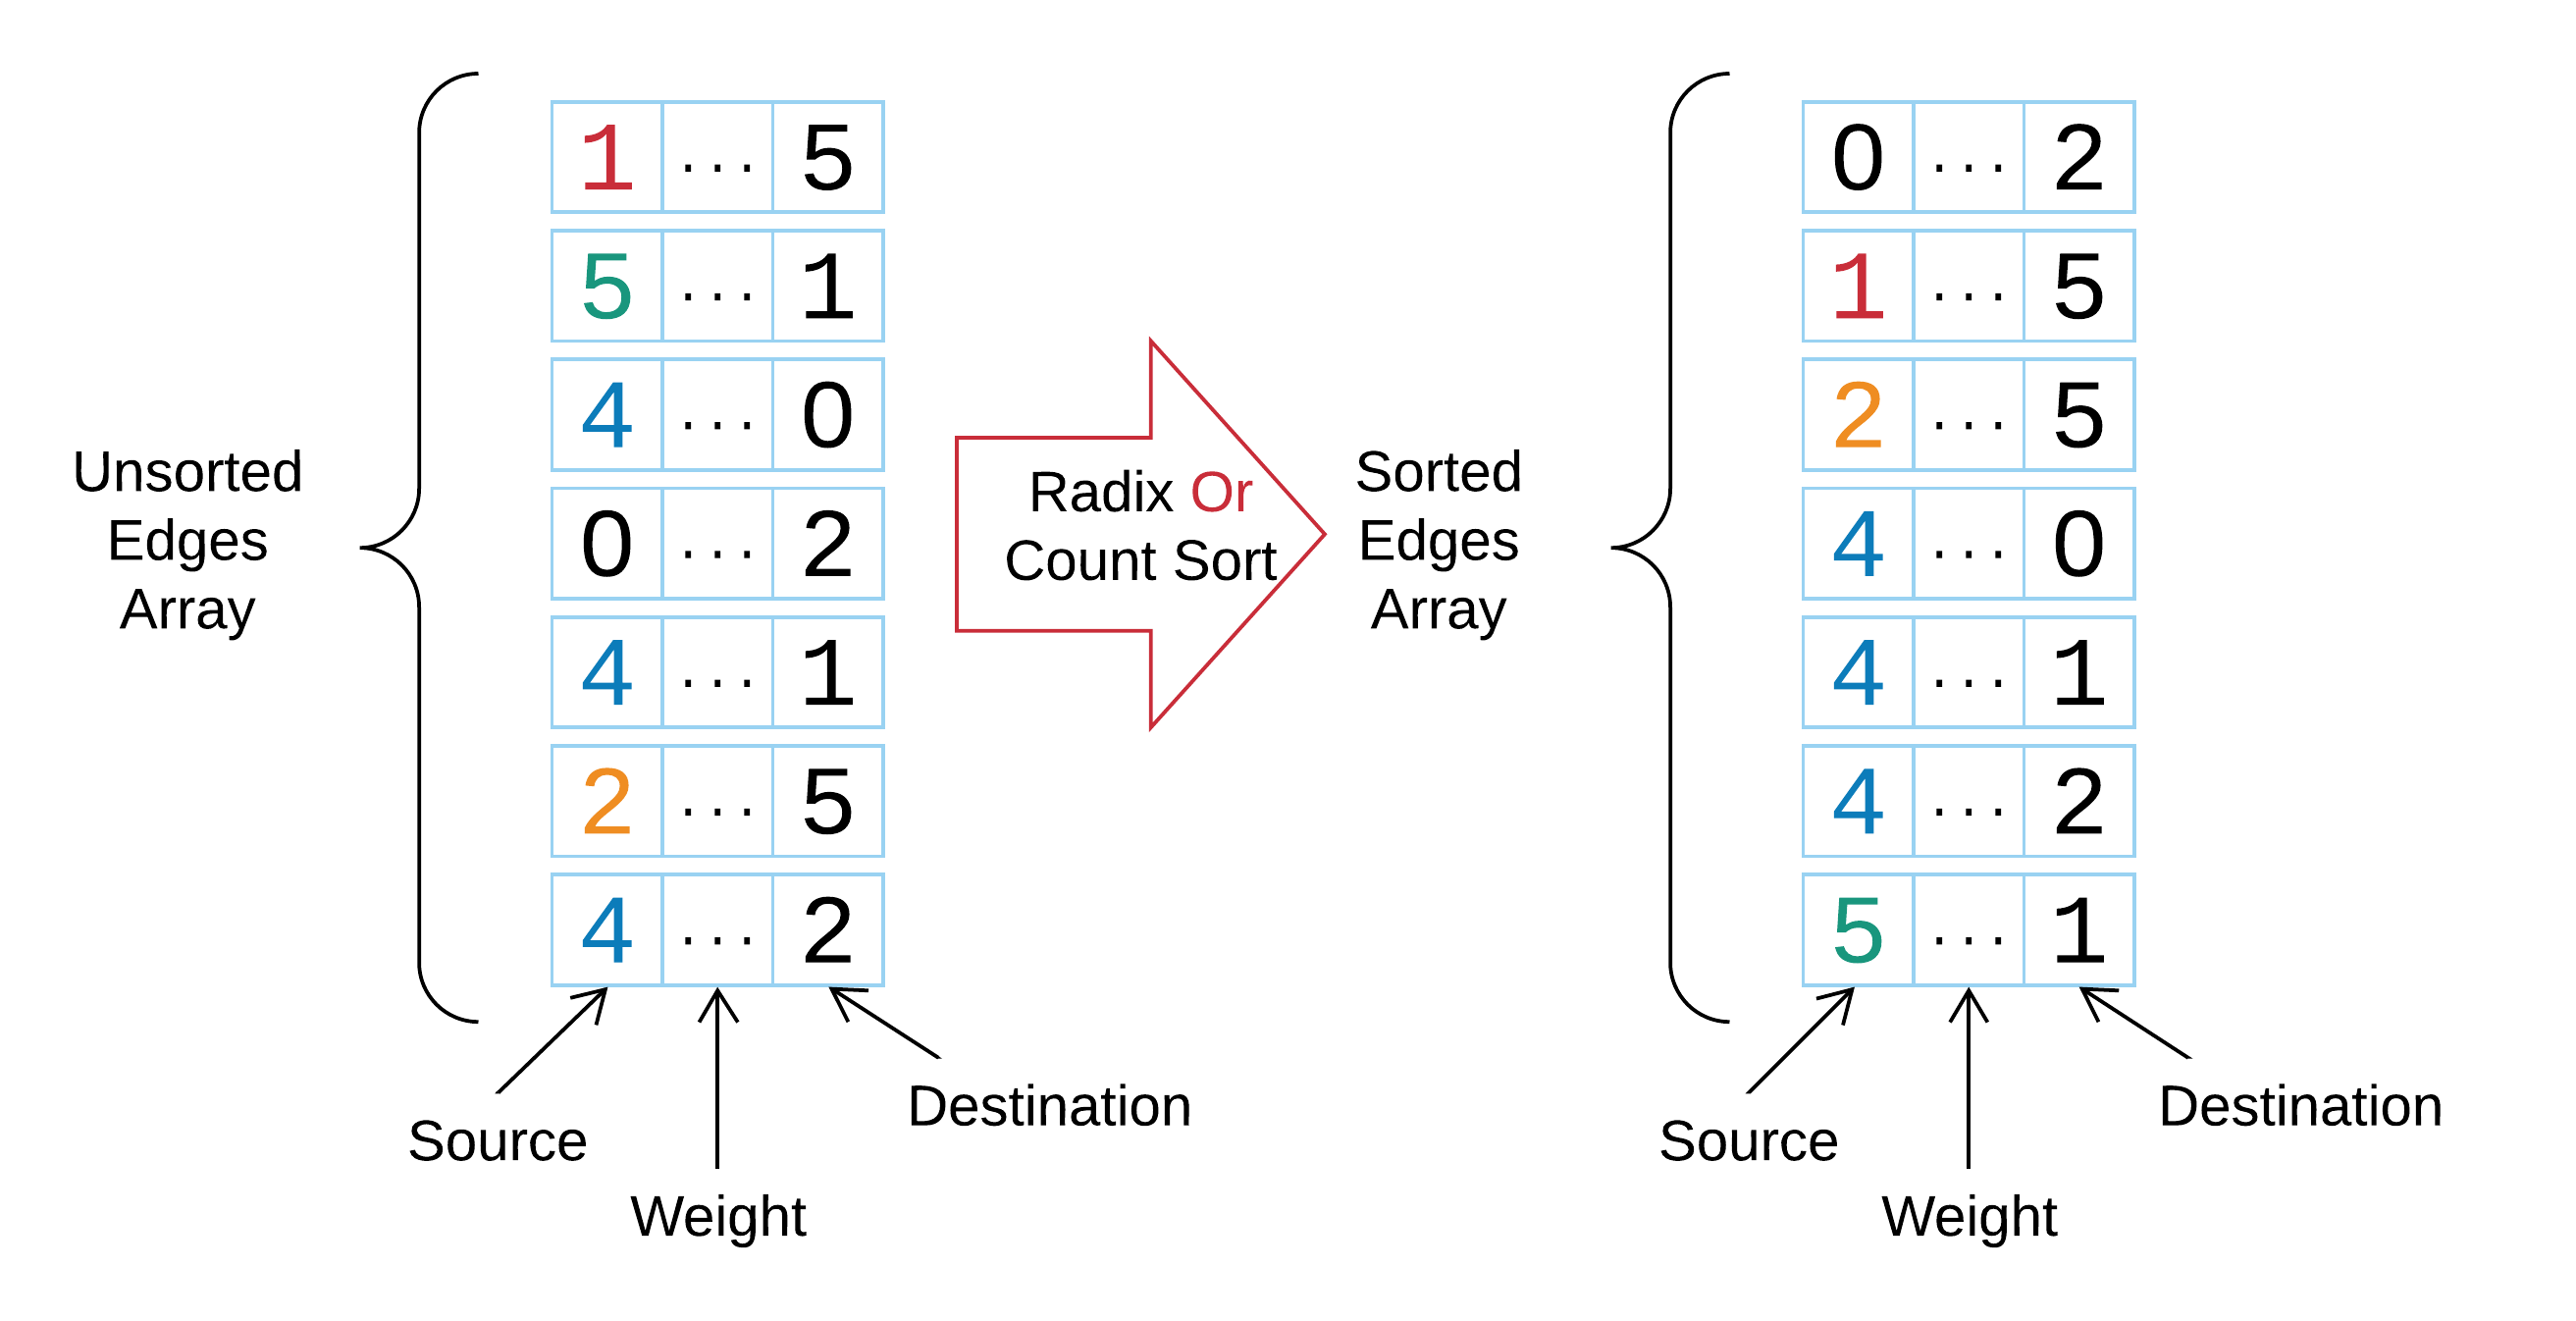 Unsorted
Edges
Array
1 ... 5
5 ... 1
4 ... 0
0 ... 2
4 ... 1
2 ... 5
4 ... 2
Source
Weight
Destination
Radix Or
Count Sort
Sorted
Edges
Array
0 ... 2
1 ... 5
2 ... 5
4 ... 0
4 ... 1
4 ... 2
5 ... 1
Source
Weight
Destination